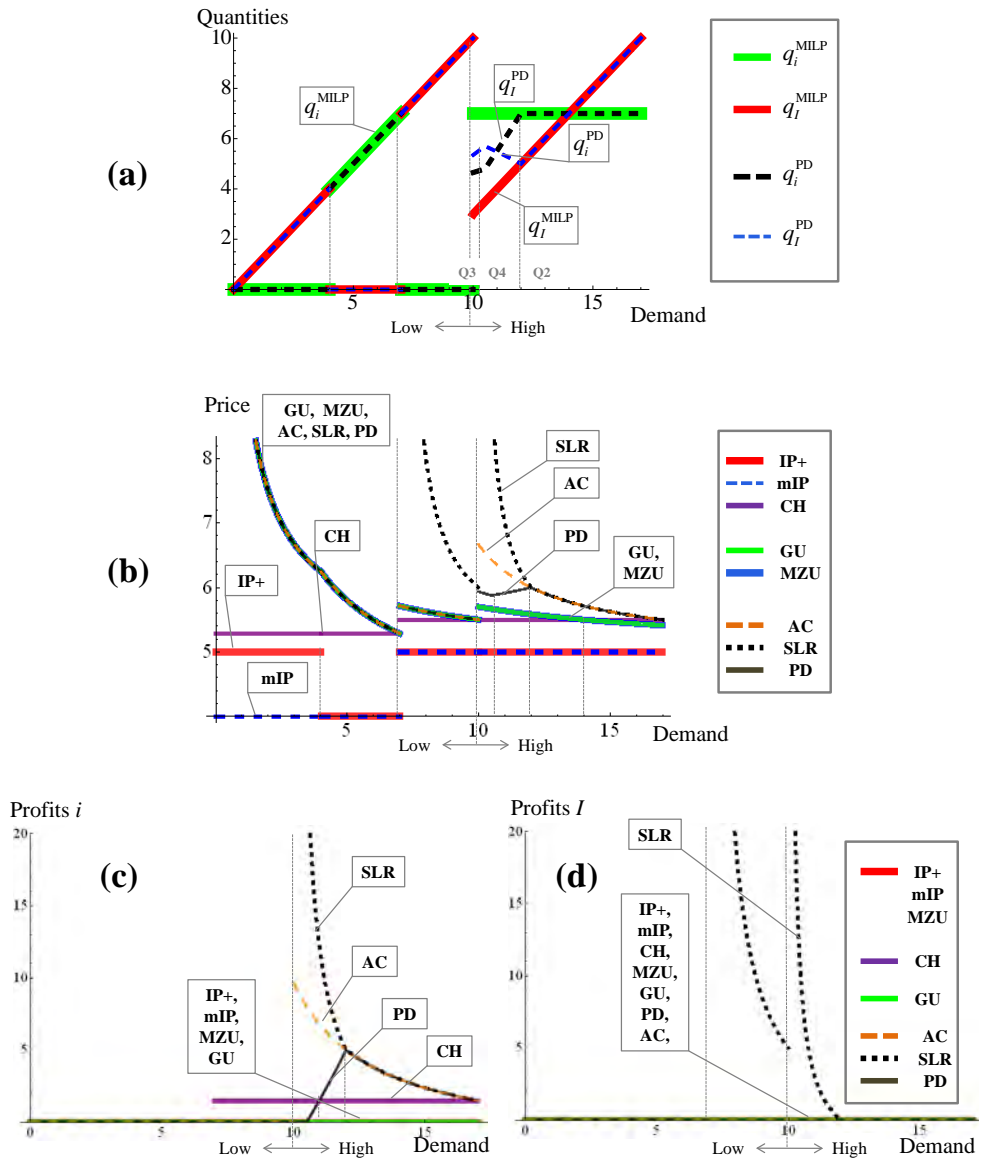 Quantities
10
8
6
4
2
5
10
15
Demand
Low
High
(a)
q_i^MILP
q_I^PD
q_i^PD
q_I^MILP
Q3
Q4
Q2
q_i^MILP
q_I^MILP
q_i^PD
q_I^PD
Price
8
7
6
5
5
10
15
Demand
Low
High
(b)
GU, MZU,
AC, SLR, PD
CH
IP+
mIP
SLR
AC
PD
GU,
MZU
IP+
mIP
CH
GU
MZU
AC
SLR
PD
Profits i
20
15
10
5
0
5
10
15
Demand
Low
High
(c)
SLR
AC
PD
CH
IP+,
mIP,
MZU,
GU
Profits I
20
15
10
5
0
5
10
15
Demand
Low
High
(d)
SLR
IP+,
mIP,
CH,
MZU,
GU,
PD,
AC,
IP+
mIP
MZU
CH
GU
AC
SLR
PD